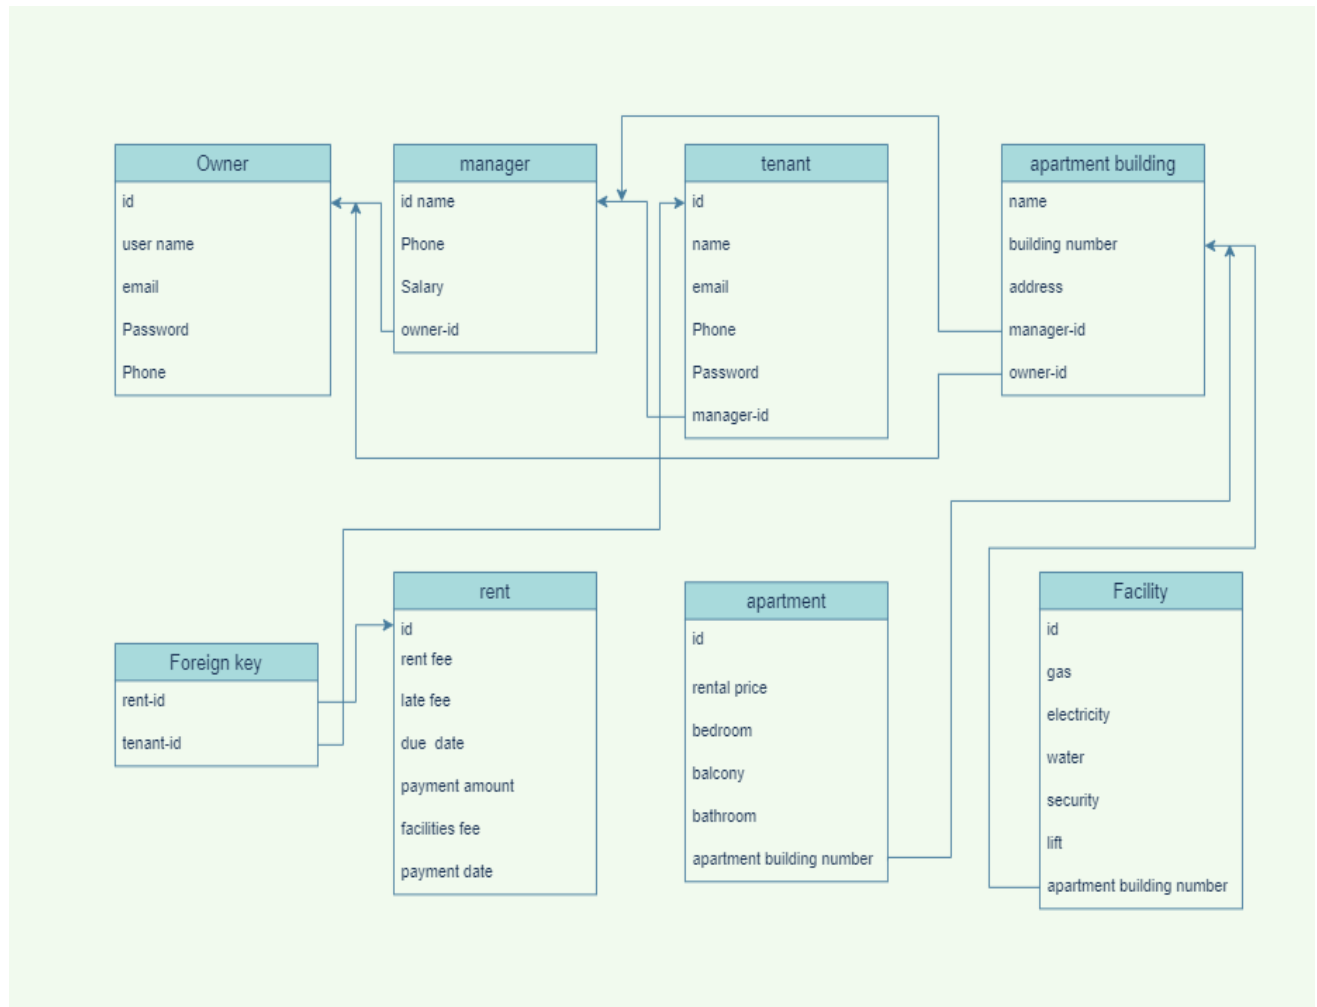 Owner
id
user name
email
Password
Phone
manager
id name
Phone
Salary
owner-id
tenant
id
name
email
Phone
Password
manager-id
apartment building
name
building number
address
manager-id
owner-id
Foreign key
rent-id
tenant-id
rent
id
rent fee
late fee
due date
payment amount
facilities fee
payment date
apartment
id
rental price
bedroom
balcony
bathroom
apartment building number
Facility
id
gas
electricity
water
security
lift
apartment building number